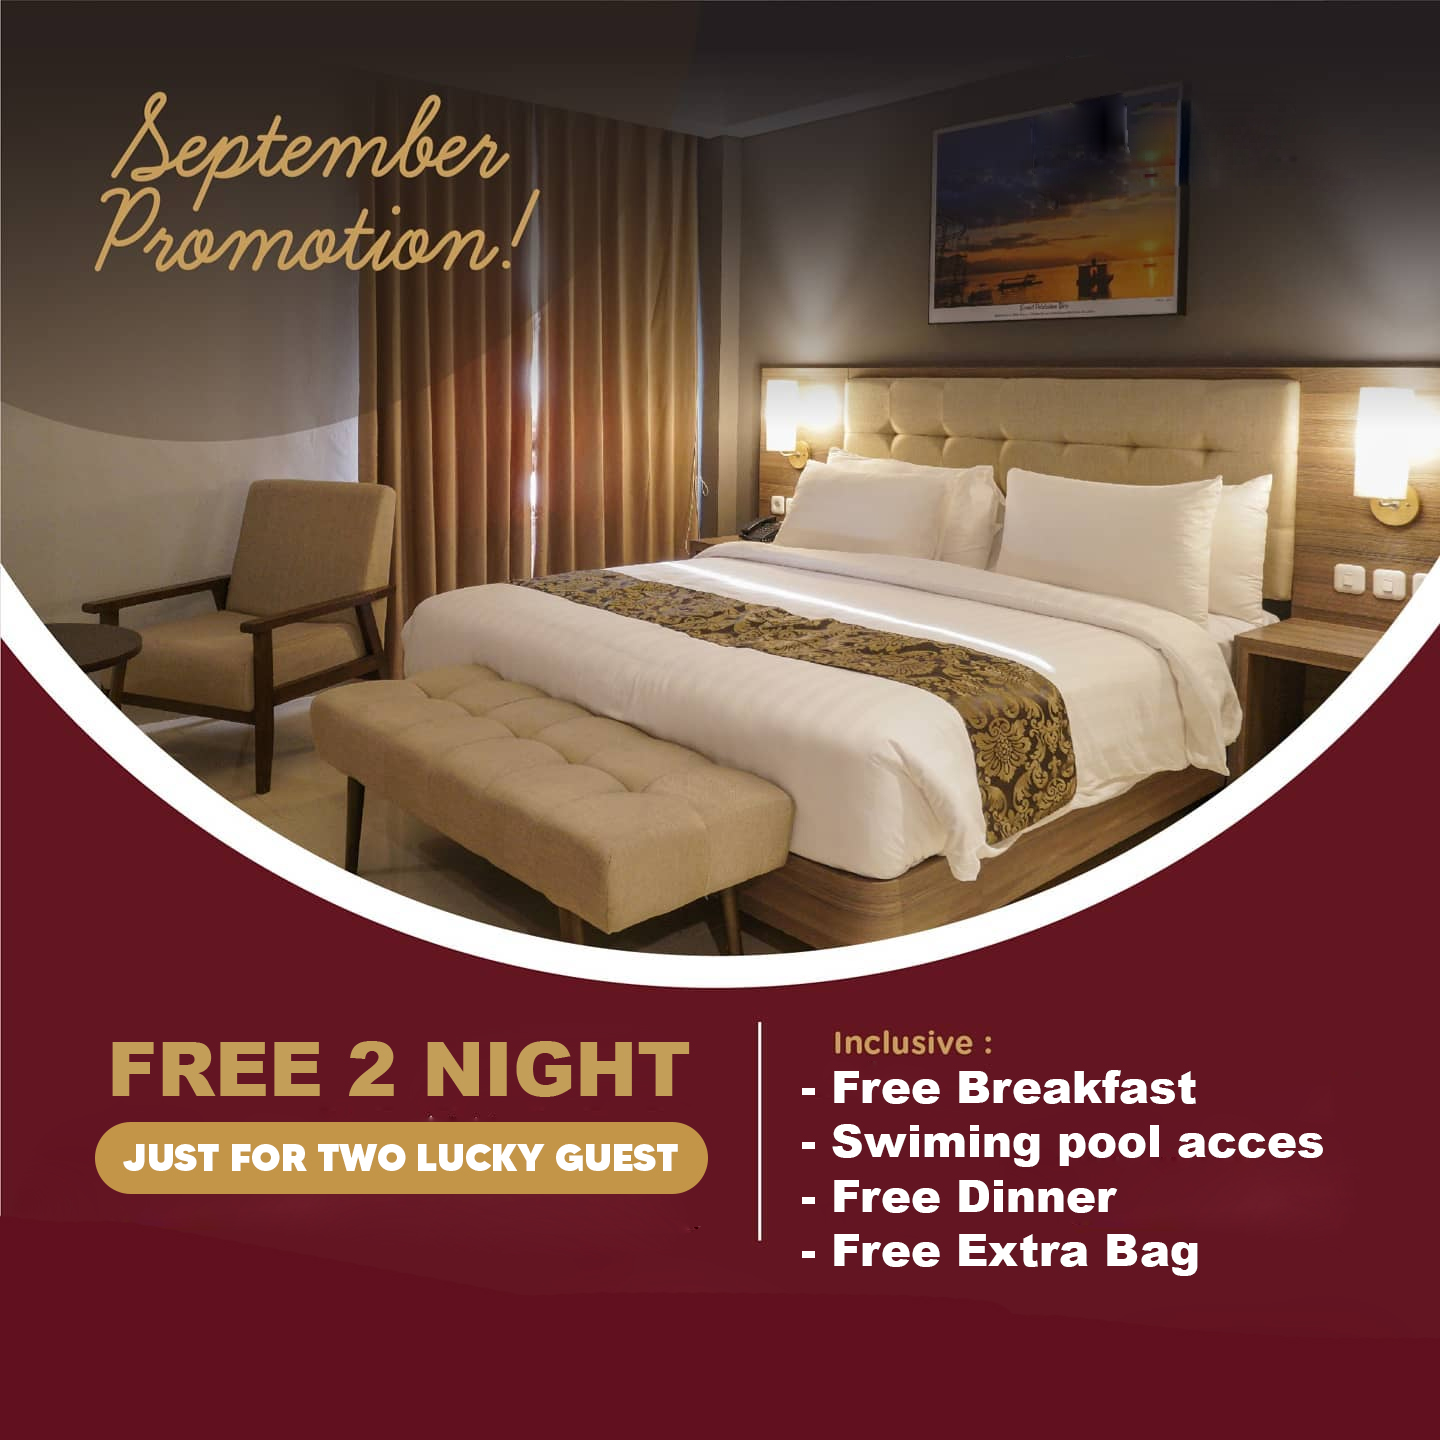 September
Promotion!
FREE 2 NIGHT
JUST FOR TWO LUCKY GUEST
Inclusive :
- Free Breakfast
- Swiming pool acces
- Free Dinner
- Free Extra Bag